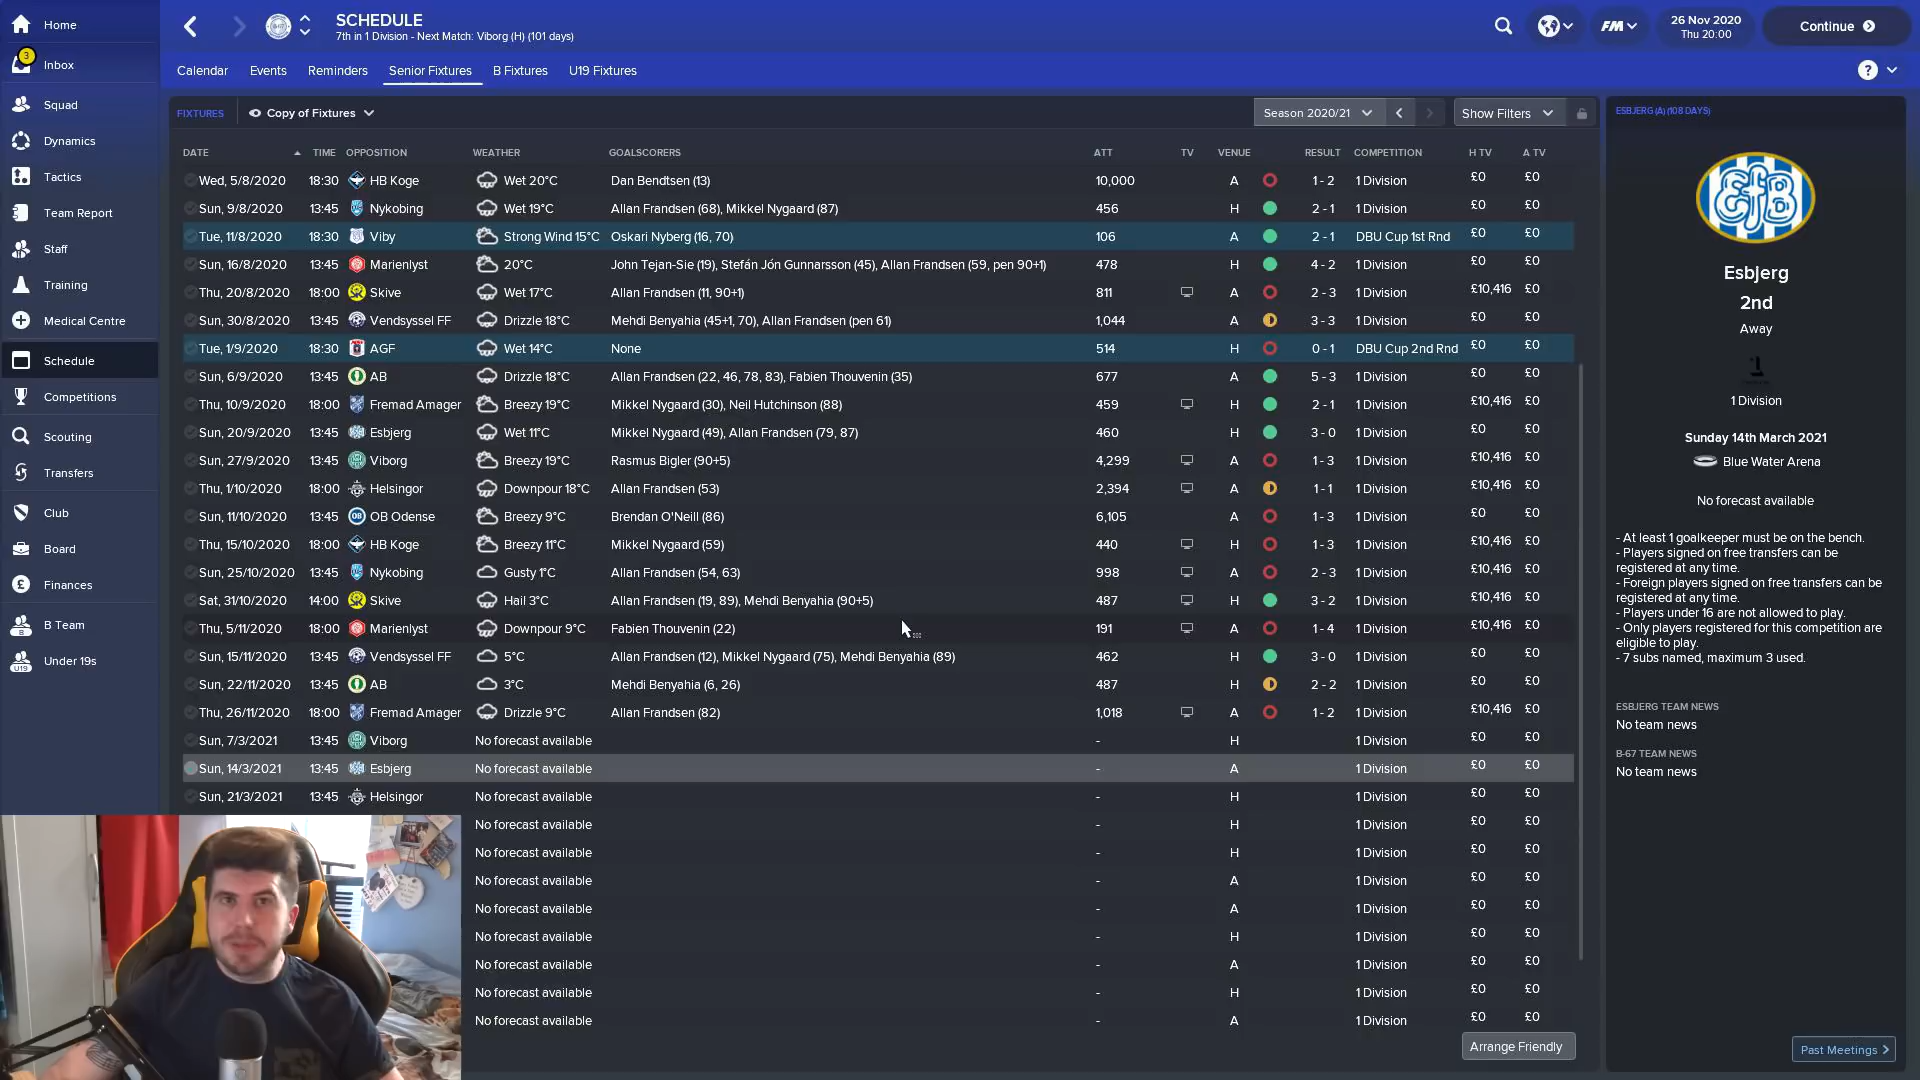 Home
3
Inbox
Squad
Dynamics
Tactics
Team Report
Staff
Training
Medical Centre
Schedule
Competitions
Scouting
Transfers
Club
Board
Finances
B Team
Under 19s
SCHEDULE
7th in 1 Division - Next Match: Viborg (H) (101 days)
FM
26 Nov 2020
Thu 20:00
Continue
Calendar Events Reminders Senior Fixtures B Fixtures U19 Fixtures
?
FIXTURES Copy of Fixtures Season 2020/21 Show Filters
DATE TIME OPPOSITION WEATHER GOALSCORERS ATT TV VENUE RESULT COMPETITION H TV A TV
Wed, 5/8/2020 18:30 HB Koge Wet 20°C Dan Bendtsen (13) 10,000 A 1 - 2 1 Division £0 £0
Sun, 9/8/2020 13:45 Nykobing Wet 19°C Allan Frandsen (68), Mikkel Nygaard (87) 456 H 2 - 1 1 Division £0 £0
Tue, 11/8/2020 18:30 Viby Strong Wind 15°C Oskari Nyberg (16, 70) 106 A 2 - 1 DBU Cup 1st Rnd £0 £0
Sun, 16/8/2020 13:45 Marienlyst 20°C John Tejan-Sie (19), Stefán Jón Gunnarsson (45), Allan Frandsen (59, pen 90+1) 478 H 4 - 2 1 Division £0 £0
Thu, 20/8/2020 18:00 Skive Wet 17°C Allan Frandsen (11, 90+1) 811 A 2 - 3 1 Division £10,416 £0
Sun, 30/8/2020 13:45 Vendsyssel FF Drizzle 18°C Mehdi Benyahia (45+1, 70), Allan Frandsen (pen 61) 1,044 A 3 - 3 1 Division £0 £0
Tue, 1/9/2020 18:30 AGF Wet 14°C None 514 H 0 - 1 DBU Cup 2nd Rnd £0 £0
Sun, 6/9/2020 13:45 AB Drizzle 18°C Allan Frandsen (22, 46, 78, 83), Fabien Thouvenin (35) 677 A 5 - 3 1 Division £0 £0
Thu, 10/9/2020 18:00 Fremad Amager Breezy 19°C Mikkel Nygaard (30), Neil Hutchinson (88) 459 H 2 - 1 1 Division £10,416 £0
Sun, 20/9/2020 13:45 Esbjerg Wet 11°C Mikkel Nygaard (49), Allan Frandsen (79, 87) 460 H 3 - 0 1 Division £0 £0
Sun, 27/9/2020 13:45 Viborg Breezy 19°C Rasmus Bigler (90+5) 4,299 A 1 - 3 1 Division £10,416 £0
Thu, 1/10/2020 18:00 Helsingor Downpour 18°C Allan Frandsen (53) 2,394 A 1 - 1 1 Division £10,416 £0
Sun, 11/10/2020 13:45 OB Odense Breezy 9°C Brendan O'Neill (86) 6,105 A 1 - 3 1 Division £0 £0
Thu, 15/10/2020 18:00 HB Koge Breezy 11°C Mikkel Nygaard (59) 440 H 1 - 3 1 Division £10,416 £0
Sun, 25/10/2020 13:45 Nykobing Gusty 1°C Allan Frandsen (54, 63) 998 A 2 - 3 1 Division £10,416 £0
Sat, 31/10/2020 14:00 Skive Hail 3°C Allan Frandsen (19, 89), Mehdi Benyahia (90+5) 487 H 3 - 2 1 Division £10,416 £0
Thu, 5/11/2020 18:00 Marienlyst Downpour 9°C Fabien Thouvenin (22) 191 A 1 - 4 1 Division £10,416 £0
Sun, 15/11/2020 13:45 Vendsyssel FF 5°C Allan Frandsen (12), Mikkel Nygaard (75), Mehdi Benyahia (89) 462 H 3 - 0 1 Division £0 £0
Sun, 22/11/2020 13:45 AB 3°C Mehdi Benyahia (6, 26) 487 H 2 - 2 1 Division £0 £0
Thu, 26/11/2020 18:00 Fremad Amager Drizzle 9°C Allan Frandsen (82) 1,018 A 1 - 2 1 Division £10,416 £0
Sun, 7/3/2021 13:45 Viborg No forecast available - H 1 Division £0 £0
Sun, 14/3/2021 13:45 Esbjerg No forecast available - A 1 Division £0 £0
Sun, 21/3/2021 13:45 Helsingor No forecast available - H 1 Division £0 £0
No forecast available - H 1 Division £0 £0
No forecast available - H 1 Division £0 £0
No forecast available - A 1 Division £0 £0
No forecast available - A 1 Division £0 £0
No forecast available - H 1 Division £0 £0
No forecast available - A 1 Division £0 £0
No forecast available - H 1 Division £0 £0
No forecast available - A 1 Division £0 £0
Arrange Friendly
ESBJERG (A) (108 DAYS)
EfB
Esbjerg
2nd
Away
1 Division
Sunday 14th March 2021
Blue Water Arena
No forecast available
- At least 1 goalkeeper must be on the bench.
- Players signed on free transfers can be
registered at any time.
- Foreign players signed on free transfers can be
registered at any time.
- Players under 16 are not allowed to play.
- Only players registered for this competition are
eligible to play.
- 7 subs named, maximum 3 used.
ESBJERG TEAM NEWS
No team news
B-67 TEAM NEWS
No team news
Past Meetings